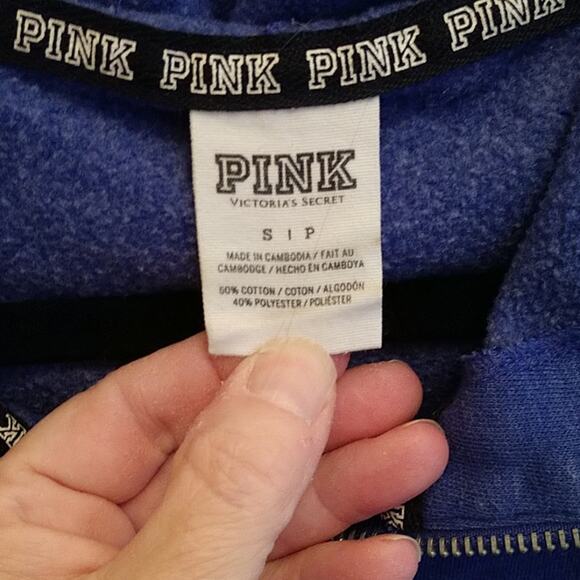 PINK PINK PINK PINK
PINK
VICTORIA'S SECRET
S | P
MADE IN CAMBODIA / FAIT AU
CAMBODGE / HECHO EN CAMBOYA
60% COTTON / COTON / ALGODÓN
40% POLYESTER / POLIÉSTER